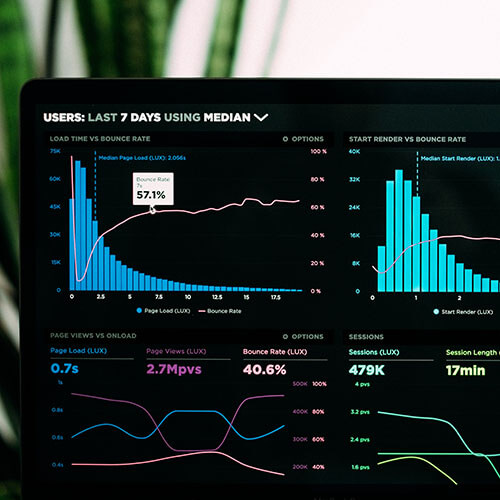 USERS: LAST 7 DAYS USING MEDIAN
LOAD TIME VS BOUNCE RATE
OPTIONS
75K
60K
45K
30K
15K
0
Median Page Load (LUX): 2.056s
Bounce Rate
7s
57.1%
100 %
80 %
60 %
40 %
20 %
0 %
0 2.5 5 7.5 10 12.5 15 17.5
Page Load (LUX) Bounce Rate
START RENDER VS BOUNCE RATE
40K
32K
24K
16K
8K
0
Median Start Render (LUX):
0 1 2
Start Render (LUX)
PAGE VIEWS VS ONLOAD
OPTIONS
Page Load (LUX) Page Views (LUX) Bounce Rate (LUX)
0.7s 2.7Mpvs 40.6%
0.8s
0.6s
0.4s
500K 100%
400K 80%
300K 60%
200K 40%
SESSIONS
Sessions (LUX) Session Length
479K 17min
4 pvs
3.2 pvs
2.4 pvs
1.6 pvs